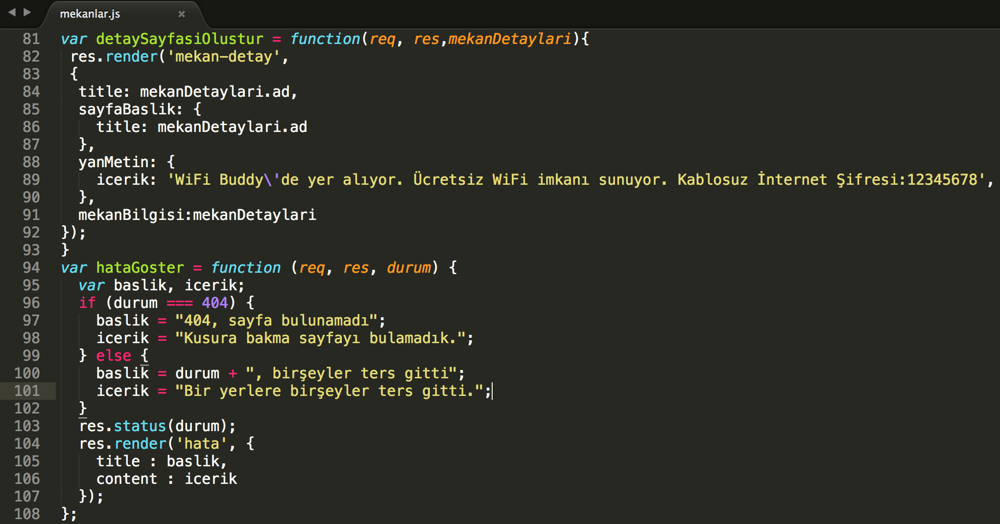 mekanlar.js
81 var detaySayfasiOlustur = function(req, res,mekanDetaylari){
82 res.render('mekan-detay',
83 {
84 title: mekanDetaylari.ad,
85 sayfaBaslik: {
86 title: mekanDetaylari.ad
87 },
88 yanMetin: {
89 icerik: 'WiFi Buddy\'de yer alıyor. Ücretsiz WiFi imkanı sunuyor. Kablosuz İnternet Şifresi:12345678',
90 },
91 mekanBilgisi:mekanDetaylari
92 });
93 }
94 var hataGoster = function (req, res, durum) {
95 var baslik, icerik;
96 if (durum === 404) {
97 baslik = "404, sayfa bulunamadı";
98 icerik = "Kusura bakma sayfayı bulamadık.";
99 } else {
100 baslik = durum + ", birşeyler ters gitti";
101 icerik = "Bir yerlere birşeyler ters gitti.";
102 }
103 res.status(durum);
104 res.render('hata', {
105 title : baslik,
106 content : icerik
107 });
108 };